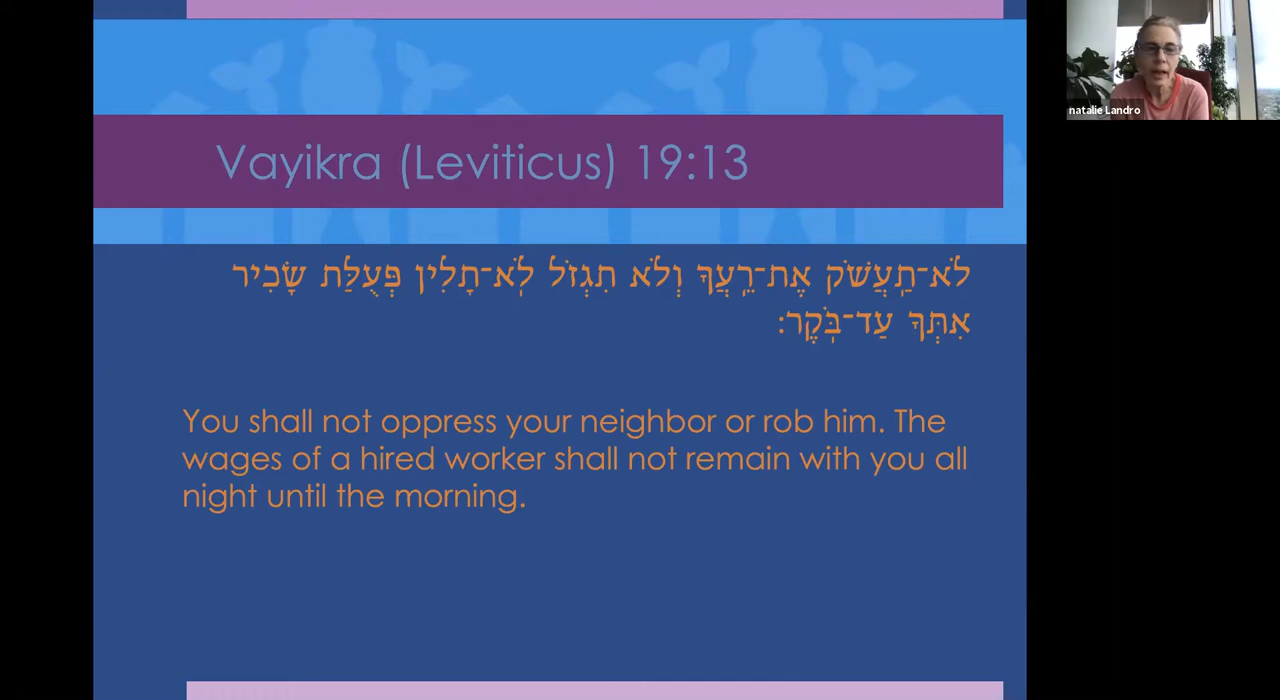 Vayikra (Leviticus) 19:13
לֹא־תַֽעֲשֹׁק אֶת־רֵֽעֲךָ וְלֹא תִגְזֹל לֹֽא־תָלִין פְּעֻלַּת שָׂכִיר
אִתְּךָ עַד־בֹּֽקֶר׃
You shall not oppress your neighbor or rob him. The
wages of a hired worker shall not remain with you all
night until the morning.
natalie Landro